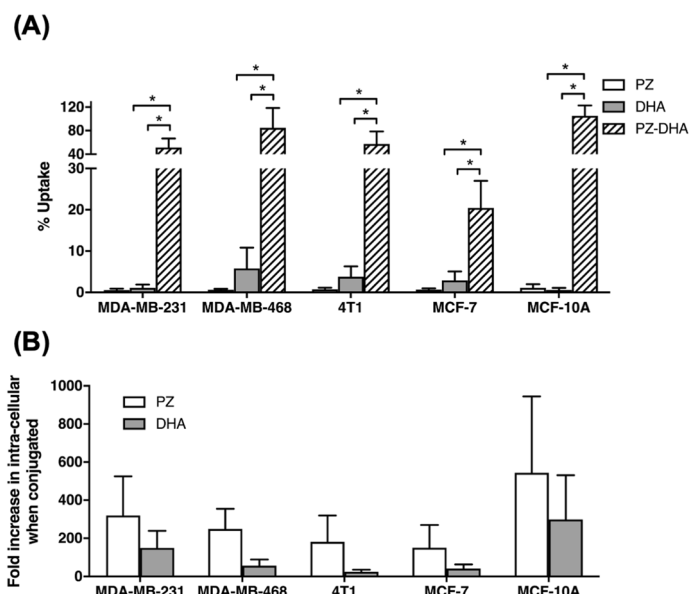 (A)
* * * * *
* * * * *
PZ
DHA
PZ-DHA
% Uptake
120
80
40
30
20
10
0
MDA-MB-231 MDA-MB-468 4T1 MCF-7 MCF-10A
(B)
Fold increase in intra-cellular
when conjugated
1000
800
600
400
200
0
PZ
DHA
MDA-MB-231 MDA-MB-468 4T1 MCF-7 MCF-10A